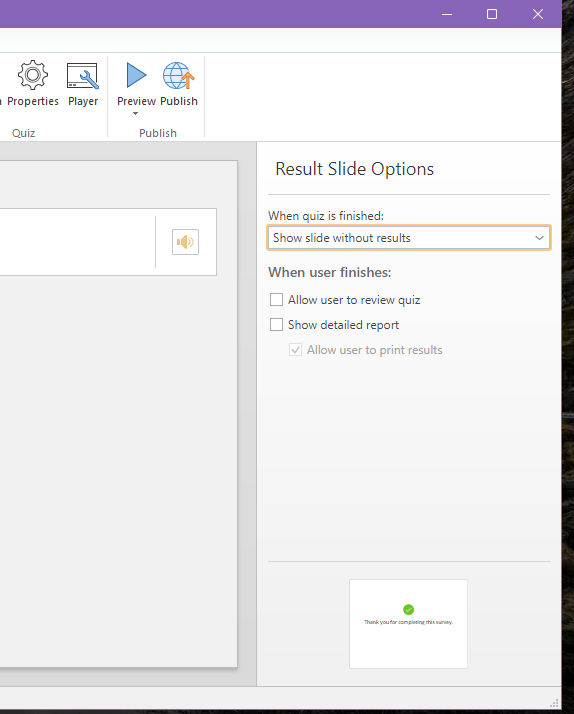 Properties Player
Preview Publish
Quiz
Publish
Result Slide Options
When quiz is finished:
Show slide without results
When user finishes:
Allow user to review quiz
Show detailed report
Allow user to print results
Thank you for completing this survey.